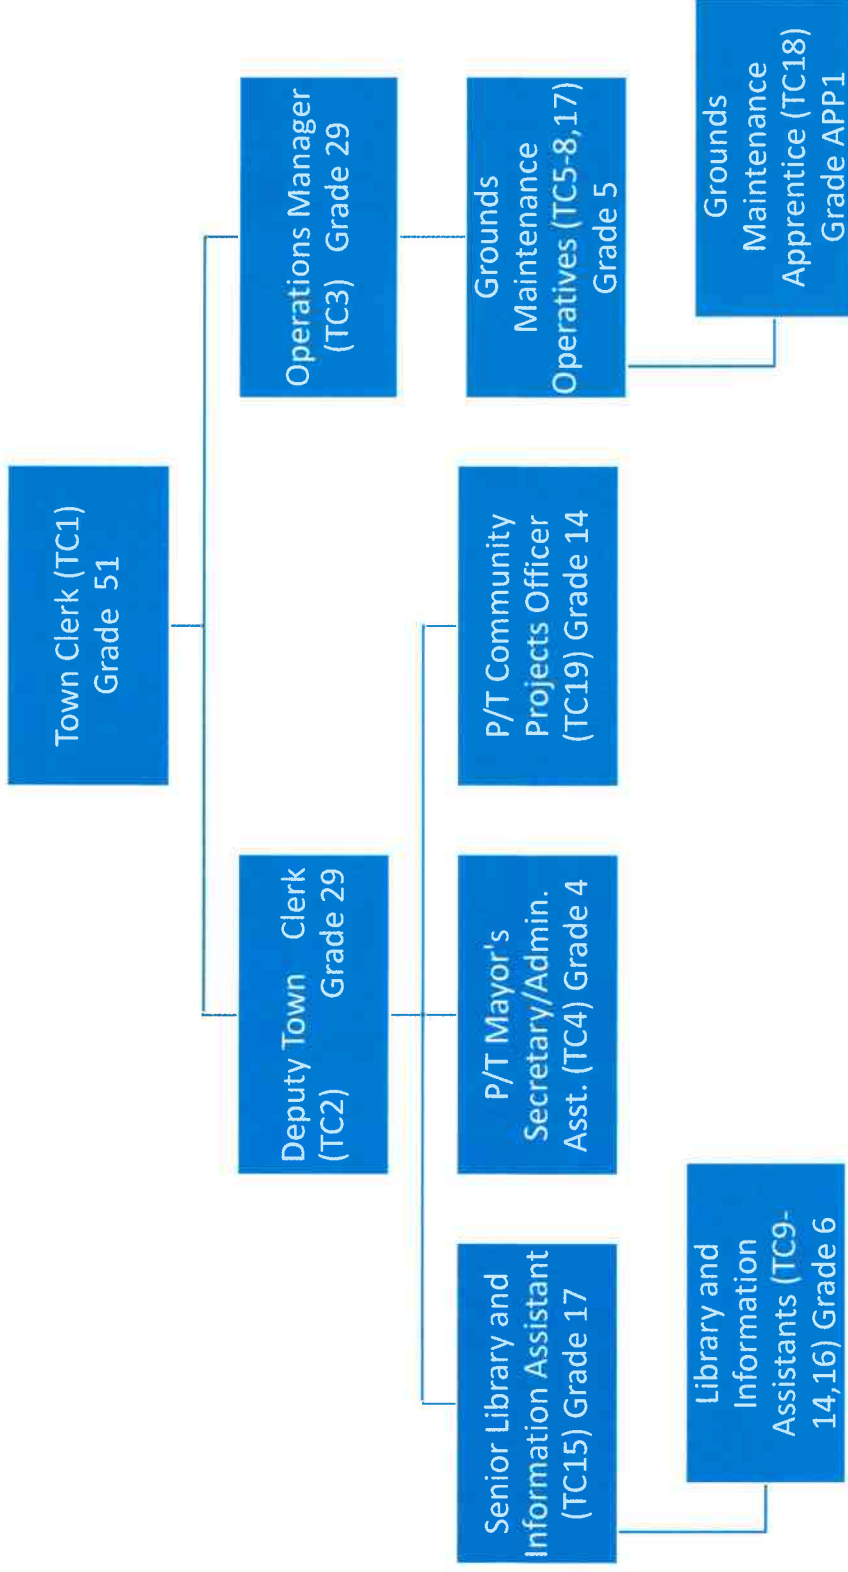 Town Clerk (TC1)
Grade 51
Deputy Town Clerk
(TC2) Grade 29
Operations Manager
(TC3) Grade 29
Senior Library and
Information Assistant
(TC15) Grade 17
P/T Mayor's
Secretary/Admin.
Asst. (TC4) Grade 4
P/T Community
Projects Officer
(TC19) Grade 14
Grounds
Maintenance
Operatives (TC5-8,17)
Grade 5
Library and
Information
Assistants (TC9-
14,16) Grade 6
Grounds
Maintenance
Apprentice (TC18)
Grade APP1